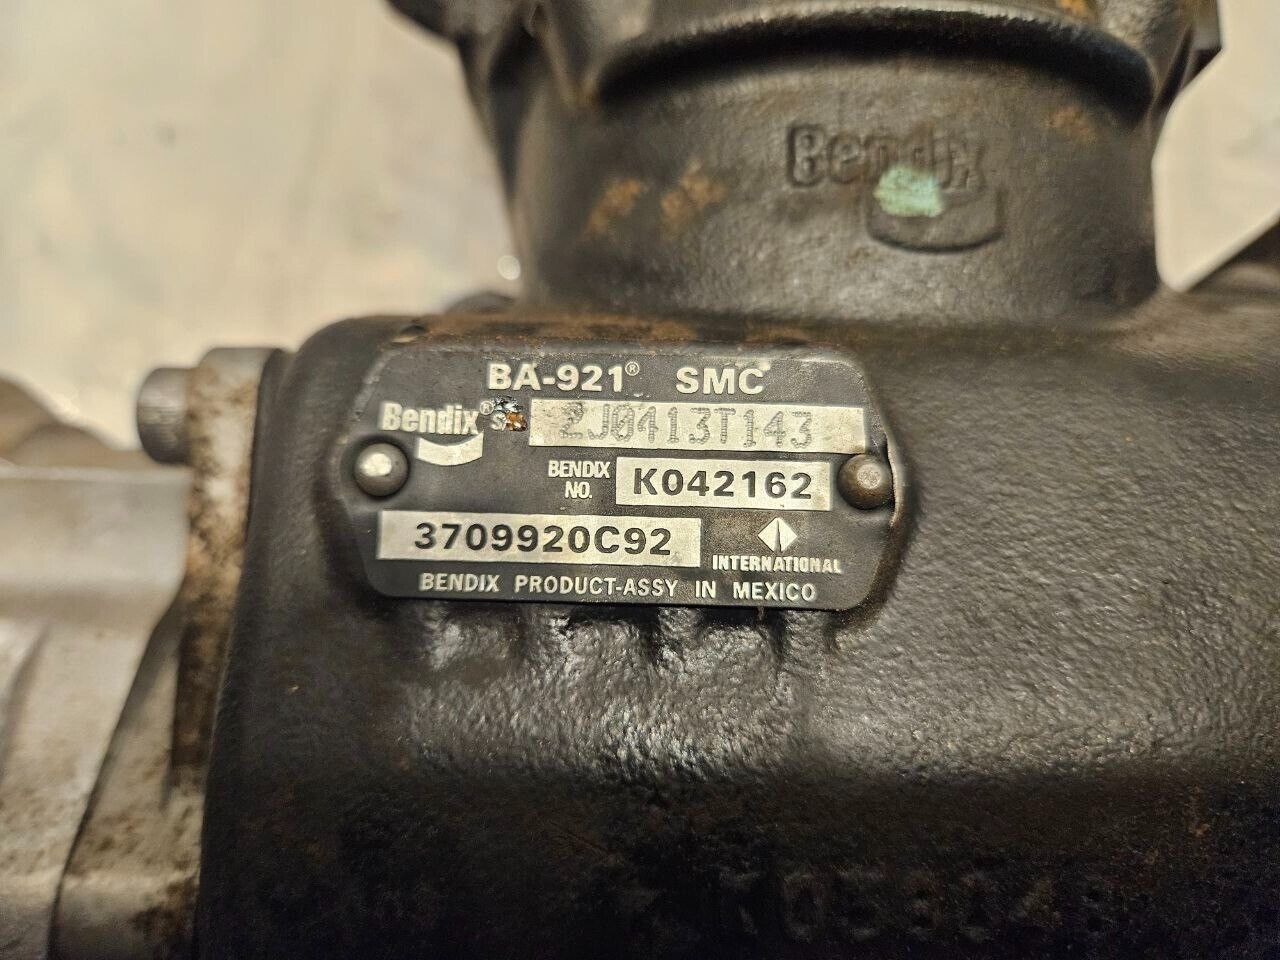 Bendix
BA-921® SMC
Bendix® S/N 2J0413T143
BENDIX NO. K042162
3709920C92
INTERNATIONAL
BENDIX PRODUCT-ASSY IN MEXICO